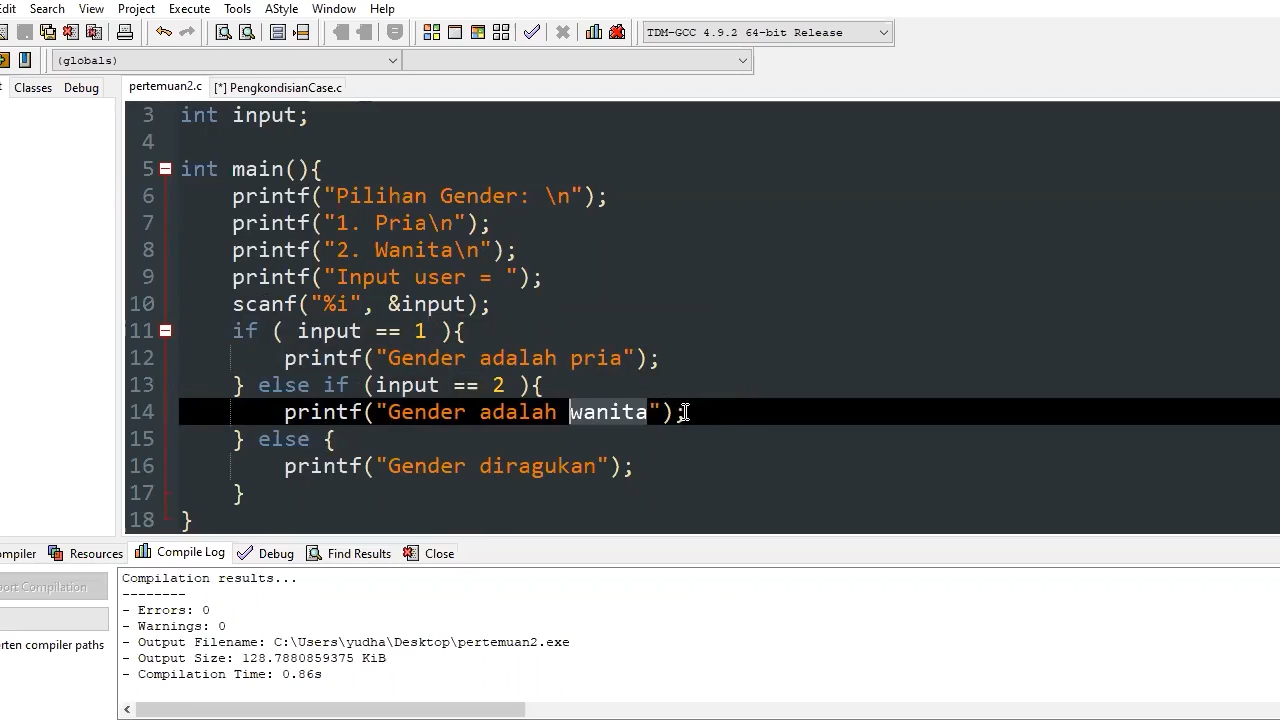 Edit Search View Project Execute Tools AStyle Window Help
TDM-GCC 4.9.2 64-bit Release
(globals)
Classes Debug pertemuan2.c [*] PengkondisianCase.c
3 int input;
4
5 int main(){
6 printf("Pilihan Gender: \n");
7 printf("1. Pria\n");
8 printf("2. Wanita\n");
9 printf("Input user = ");
10 scanf("%i", &input);
11 if ( input == 1 ){
12 printf("Gender adalah pria");
13 } else if (input == 2 ){
14 printf("Gender adalah wanita");
15 } else {
16 printf("Gender diragukan");
17 }
18 }
ompiler Resources Compile Log Debug Find Results Close
ort Compilation
Compilation results...
--------
- Errors: 0
- Warnings: 0
rten compiler paths
- Output Filename: C:\Users\yudha\Desktop\pertemuan2.exe
- Output Size: 128.7880859375 KiB
- Compilation Time: 0.86s